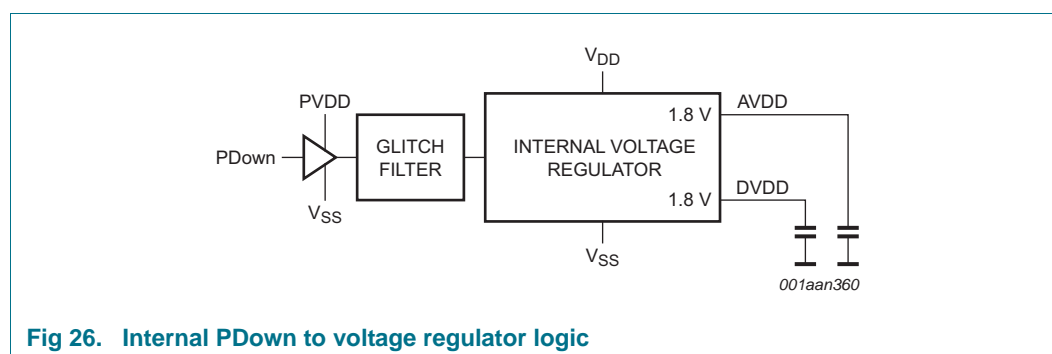 VDD
PVDD
1.8 V
AVDD
PDown
GLITCH
FILTER
INTERNAL VOLTAGE
REGULATOR
1.8 V
DVDD
VSS
VSS
001aan360
Fig 26. Internal PDown to voltage regulator logic